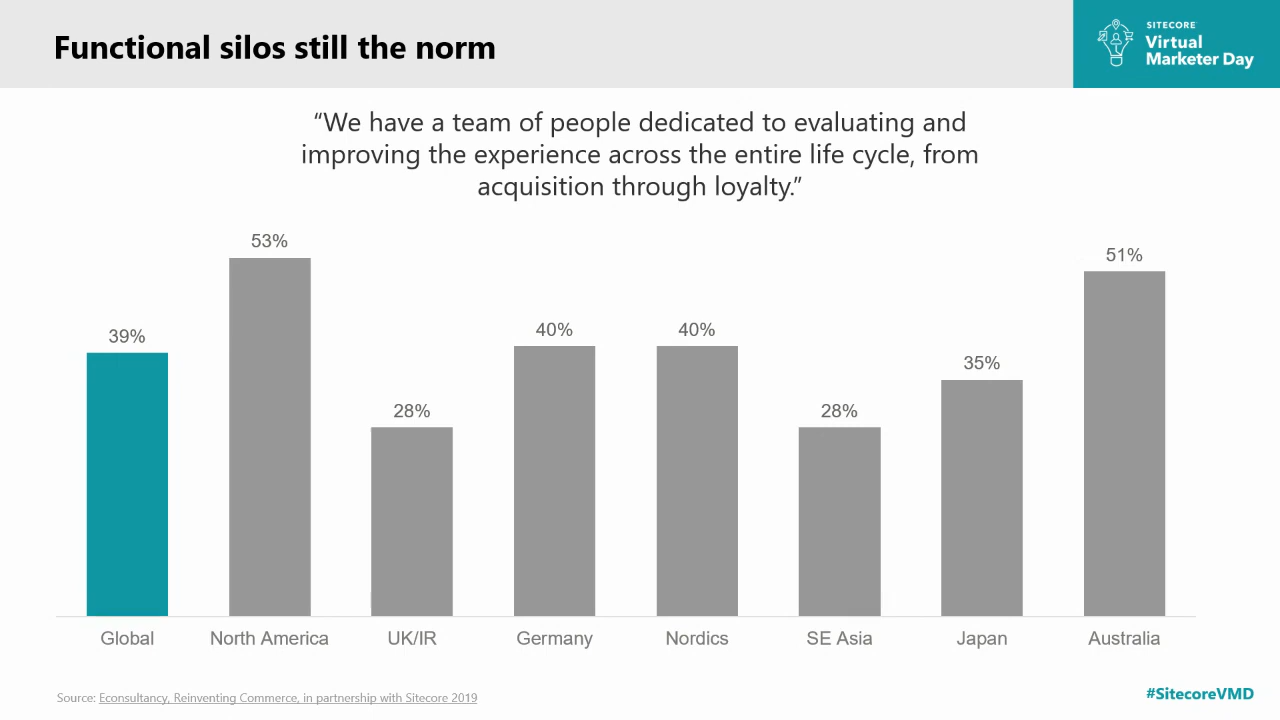 Functional silos still the norm
SITECORE
Virtual
Marketer Day
“We have a team of people dedicated to evaluating and
improving the experience across the entire life cycle, from
acquisition through loyalty.”
39%
53%
28%
40%
40%
28%
35%
51%
Global
North America
UK/IR
Germany
Nordics
SE Asia
Japan
Australia
Source: Econsultancy, Reinventing Commerce, in partnership with Sitecore 2019
#SitecoreVMD